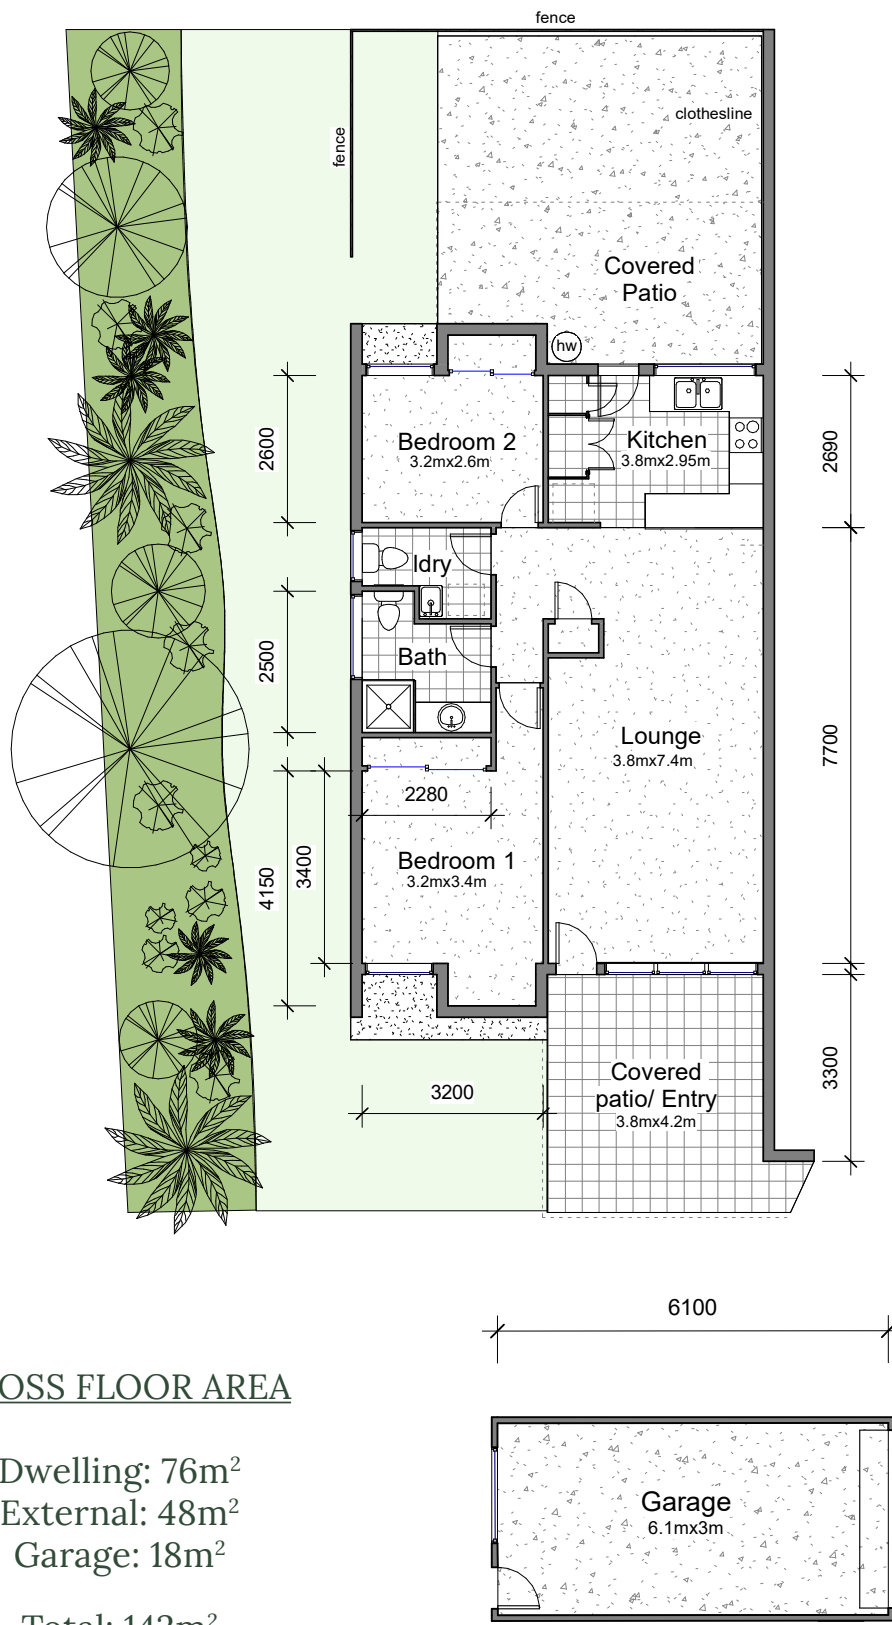 fence
clothesline
fence
Covered
Patio
hw
2600
Bedroom 2
3.2mx2.6m
Kitchen
3.8mx2.95m
2690
ldry
2500
Bath
Lounge
3.8mx7.4m
7700
2280
Bedroom 1
3.2mx3.4m
4150
3400
3200
Covered
patio/ Entry
3.8mx4.2m
3300
6100
OSS FLOOR AREA
Dwelling: 76m²
External: 48m²
Garage: 18m²
Garage
6.1mx3m
Total: 142m²